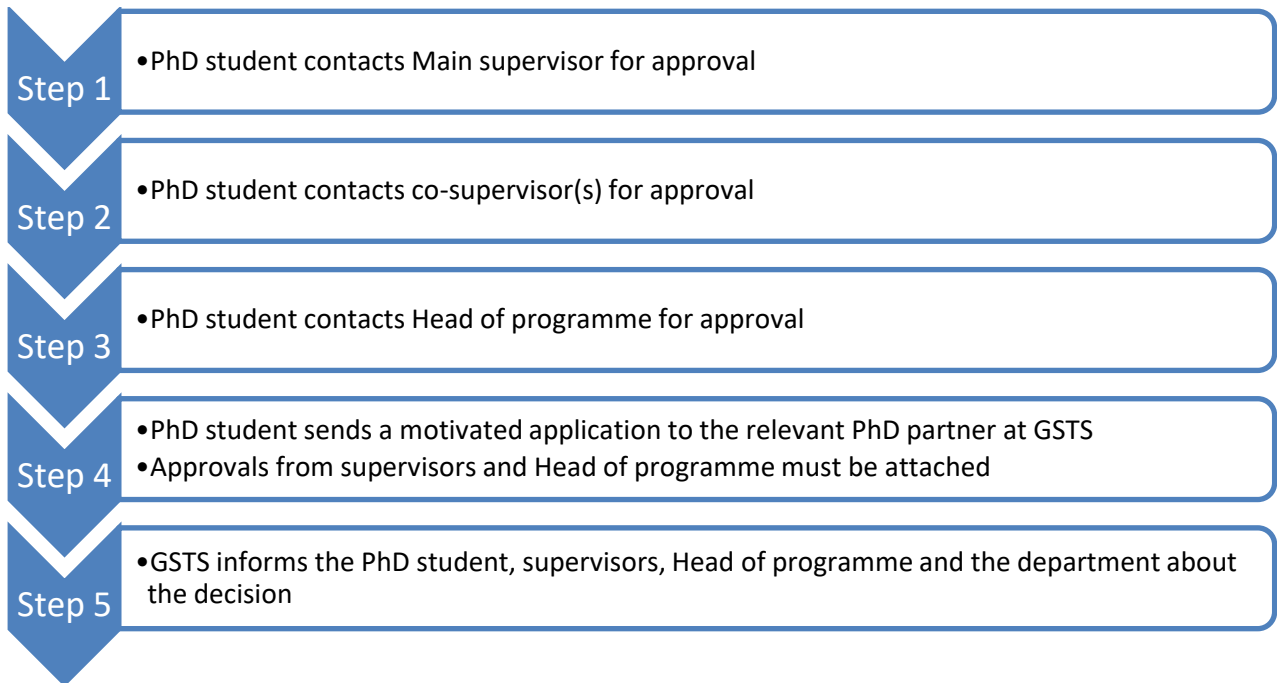 Step 1
•PhD student contacts Main supervisor for approval
Step 2
•PhD student contacts co-supervisor(s) for approval
Step 3
•PhD student contacts Head of programme for approval
Step 4
•PhD student sends a motivated application to the relevant PhD partner at GSTS
•Approvals from supervisors and Head of programme must be attached
Step 5
•GSTS informs the PhD student, supervisors, Head of programme and the department about
the decision